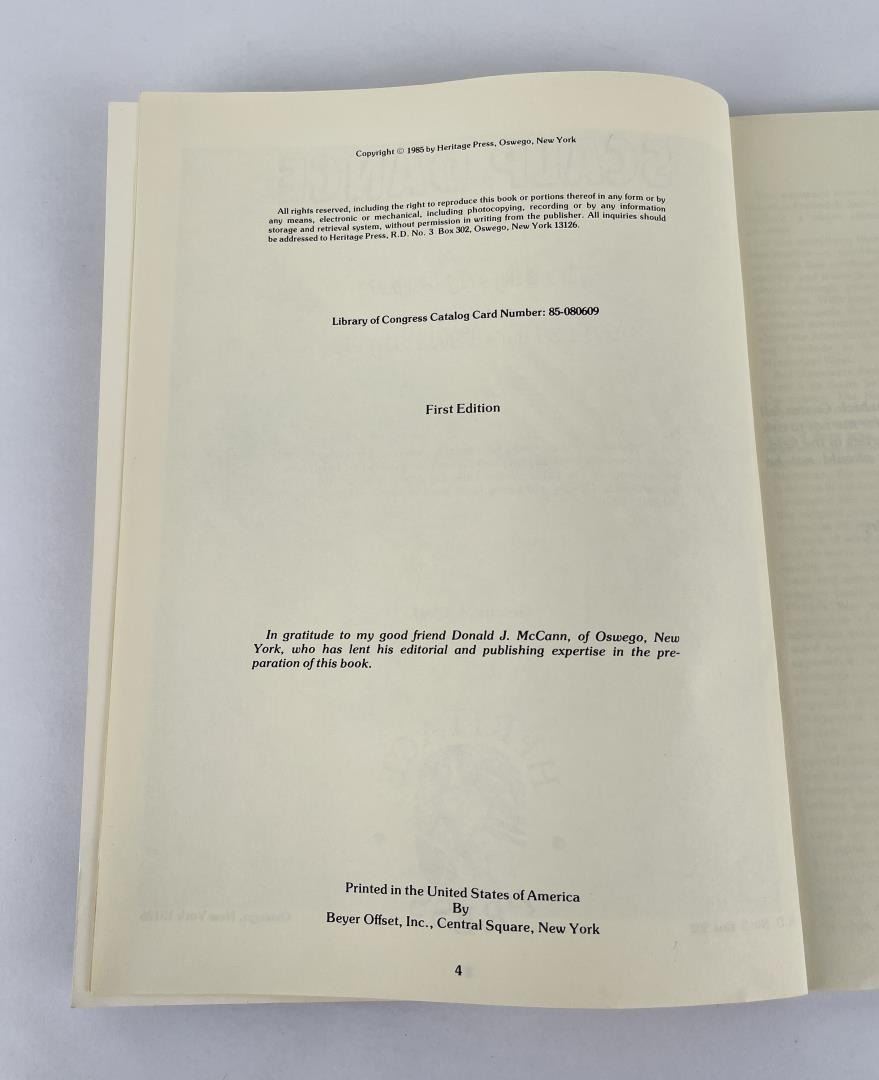 Copyright © 1985 by Heritage Press, Oswego, New York
All rights reserved, including the right to reproduce this book or portions thereof in any form or by
any means, electronic or mechanical, including photocopying, recording or by any information
storage and retrieval system, without permission in writing from the publisher. All inquiries should
be addressed to Heritage Press, R.D. No. 3 Box 302, Oswego, New York 13126.
Library of Congress Catalog Card Number: 85-080609
First Edition
In gratitude to my good friend Donald J. McCann, of Oswego, New
York, who has lent his editorial and publishing expertise in the pre-
paration of this book.
Printed in the United States of America
By
Beyer Offset, Inc., Central Square, New York
4